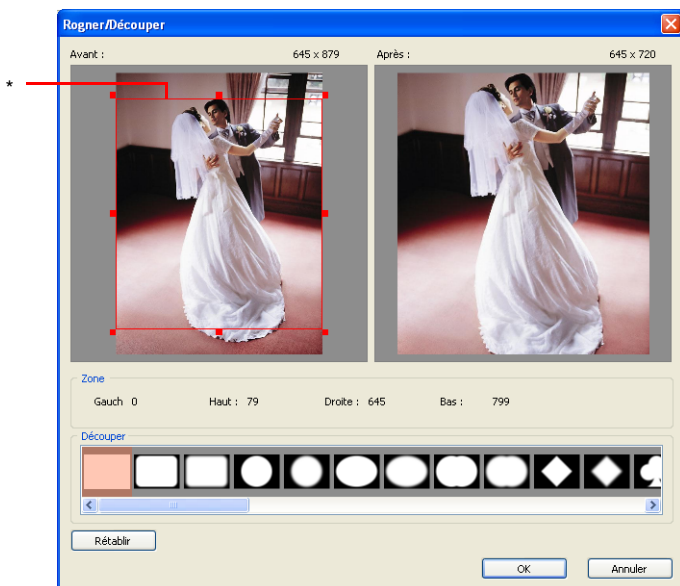 Rogner/Découper
Avant : 645 x 879 Après : 645 x 720
*
Zone
Gauch 0 Haut : 79 Droite : 645 Bas : 799
Découper
Rétablir
OK Annuler